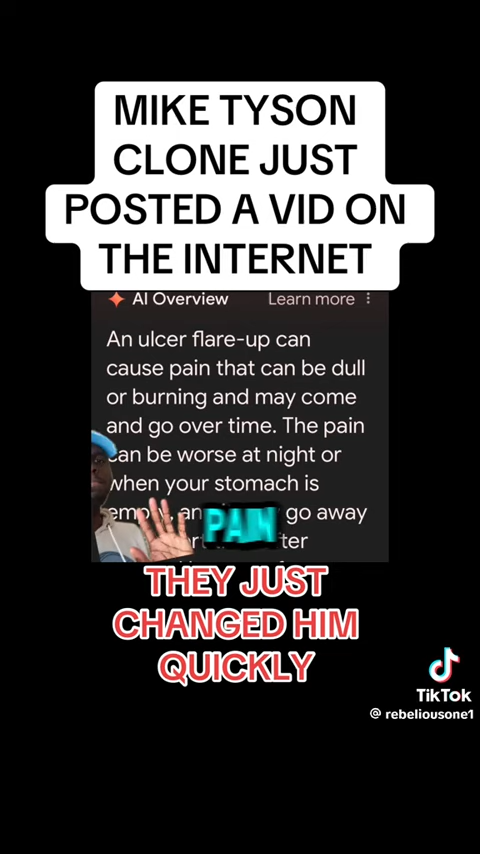 MIKE TYSON
CLONE JUST
POSTED A VID ON
THE INTERNET
AI Overview Learn more
An ulcer flare-up can
cause pain that can be dull
or burning and may come
and go over time. The pain
can be worse at night or
when your stomach is
go away
PAIN
THEY JUST
CHANGED HIM
QUICKLY
TikTok
@ rebeliousone1